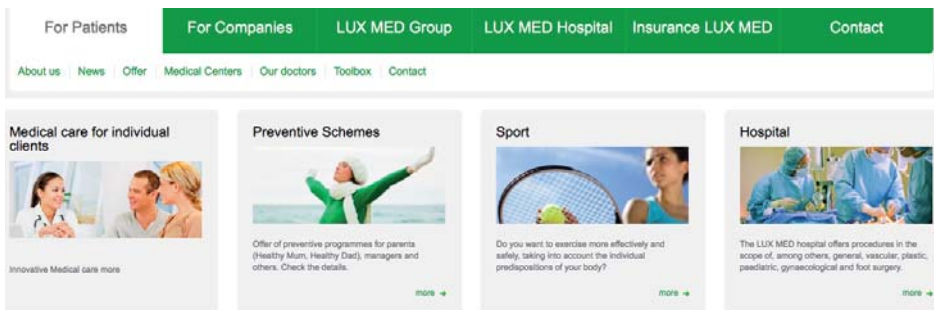 For Patients
For Companies
LUX MED Group
LUX MED Hospital
Insurance LUX MED
Contact
About us
News
Offer
Medical Centers
Our doctors
Toolbox
Contact
Medical care for individual
clients
Innovative Medical care more
Preventive Schemes
Offer of preventive programmes for parents
(Healthy Mum, Healthy Dad), managers and
others. Check the details.
more
Sport
Do you want to exercise more effectively and
safely, taking into account the individual
predispositions of your body?
more
Hospital
The LUX MED hospital offers procedures in the
scope of, among others, general, vascular, plastic,
paediatric, gynaecological and foot surgery.
more